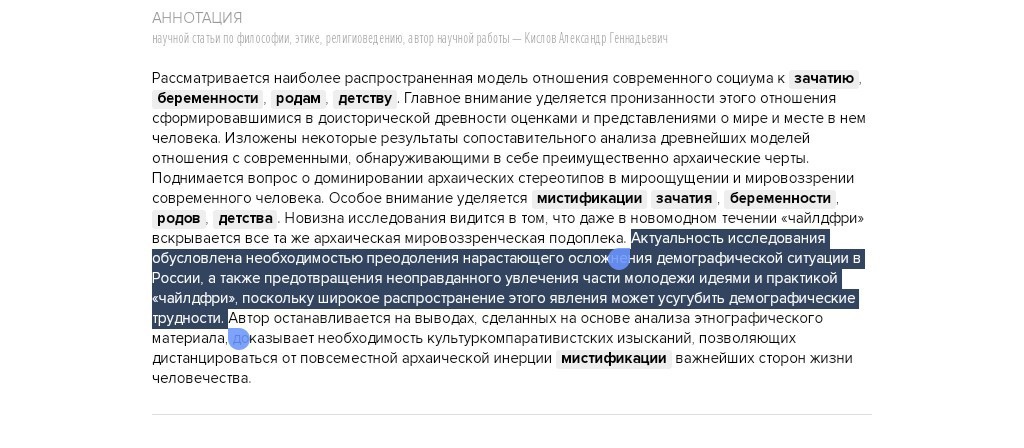 АННОТАЦИЯ
научной статьи по философии, этике, религиоведению, автор научной работы — Кислов Александр Геннадьевич
Рассматривается наиболее распространенная модель отношения современного социума к зачатию,
беременности, родам, детству. Главное внимание уделяется пронизанности этого отношения
сформировавшимися в доисторической древности оценками и представлениями о мире и месте в нем
человека. Изложены некоторые результаты сопоставительного анализа древнейших моделей
отношения с современными, обнаруживающими в себе преимущественно архаические черты.
Поднимается вопрос о доминировании архаических стереотипов в мироощущении и мировоззрении
современного человека. Особое внимание уделяется мистификации зачатия, беременности,
родов, детства. Новизна исследования видится в том, что даже в новомодном течении «чайлдфри»
вскрывается все та же архаическая мировоззренческая подоплека. Актуальность исследования
обусловлена необходимостью преодоления нарастающего осложнения демографической ситуации в
России, а также предотвращения неоправданного увлечения части молодежи идеями и практикой
«чайлдфри», поскольку широкое распространение этого явления может усугубить демографические
трудности. Автор останавливается на выводах, сделанных на основе анализа этнографического
материала, доказывает необходимость культуркомпаративистских изысканий, позволяющих
дистанцироваться от повсеместной архаической инерции мистификации важнейших сторон жизни
человечества.